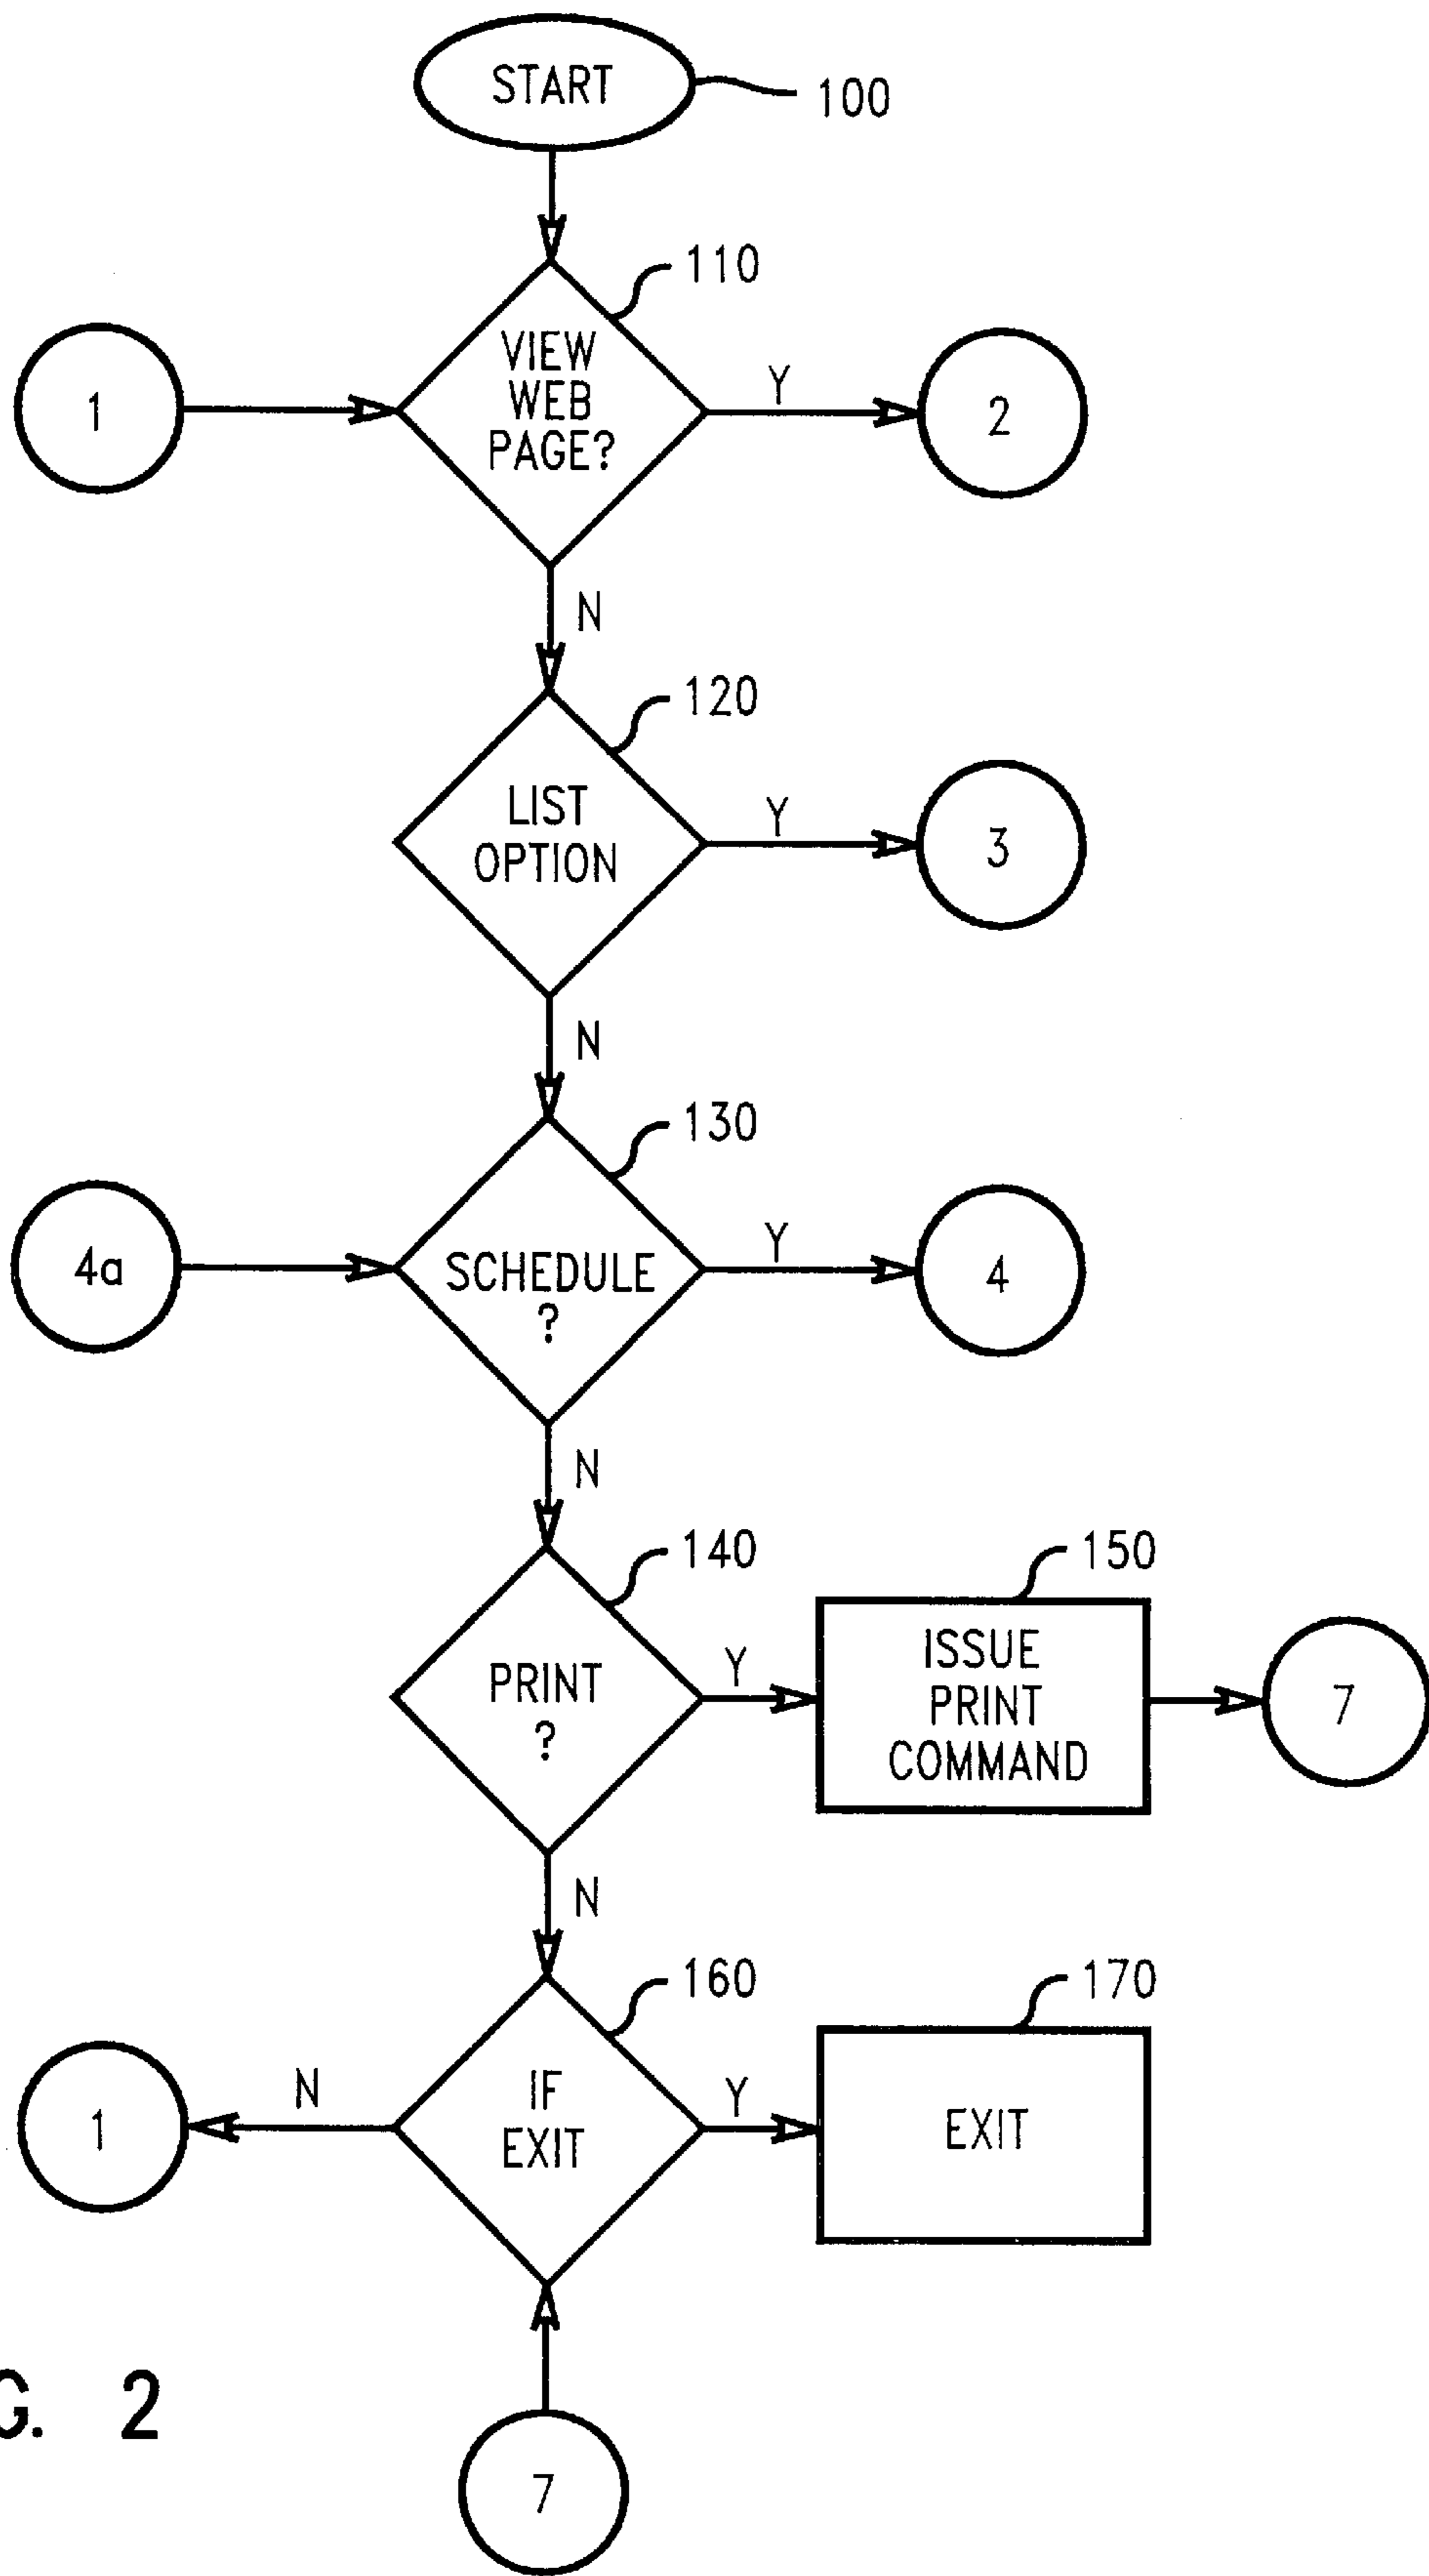 START
100
110
VIEW
WEB
PAGE?
1
Y
2
N
120
LIST
OPTION
Y
3
N
130
4a
SCHEDULE
?
Y
4
N
140
PRINT
?
Y
150
ISSUE
PRINT
COMMAND
7
N
160
IF
EXIT
N
1
Y
170
EXIT
G. 2
7